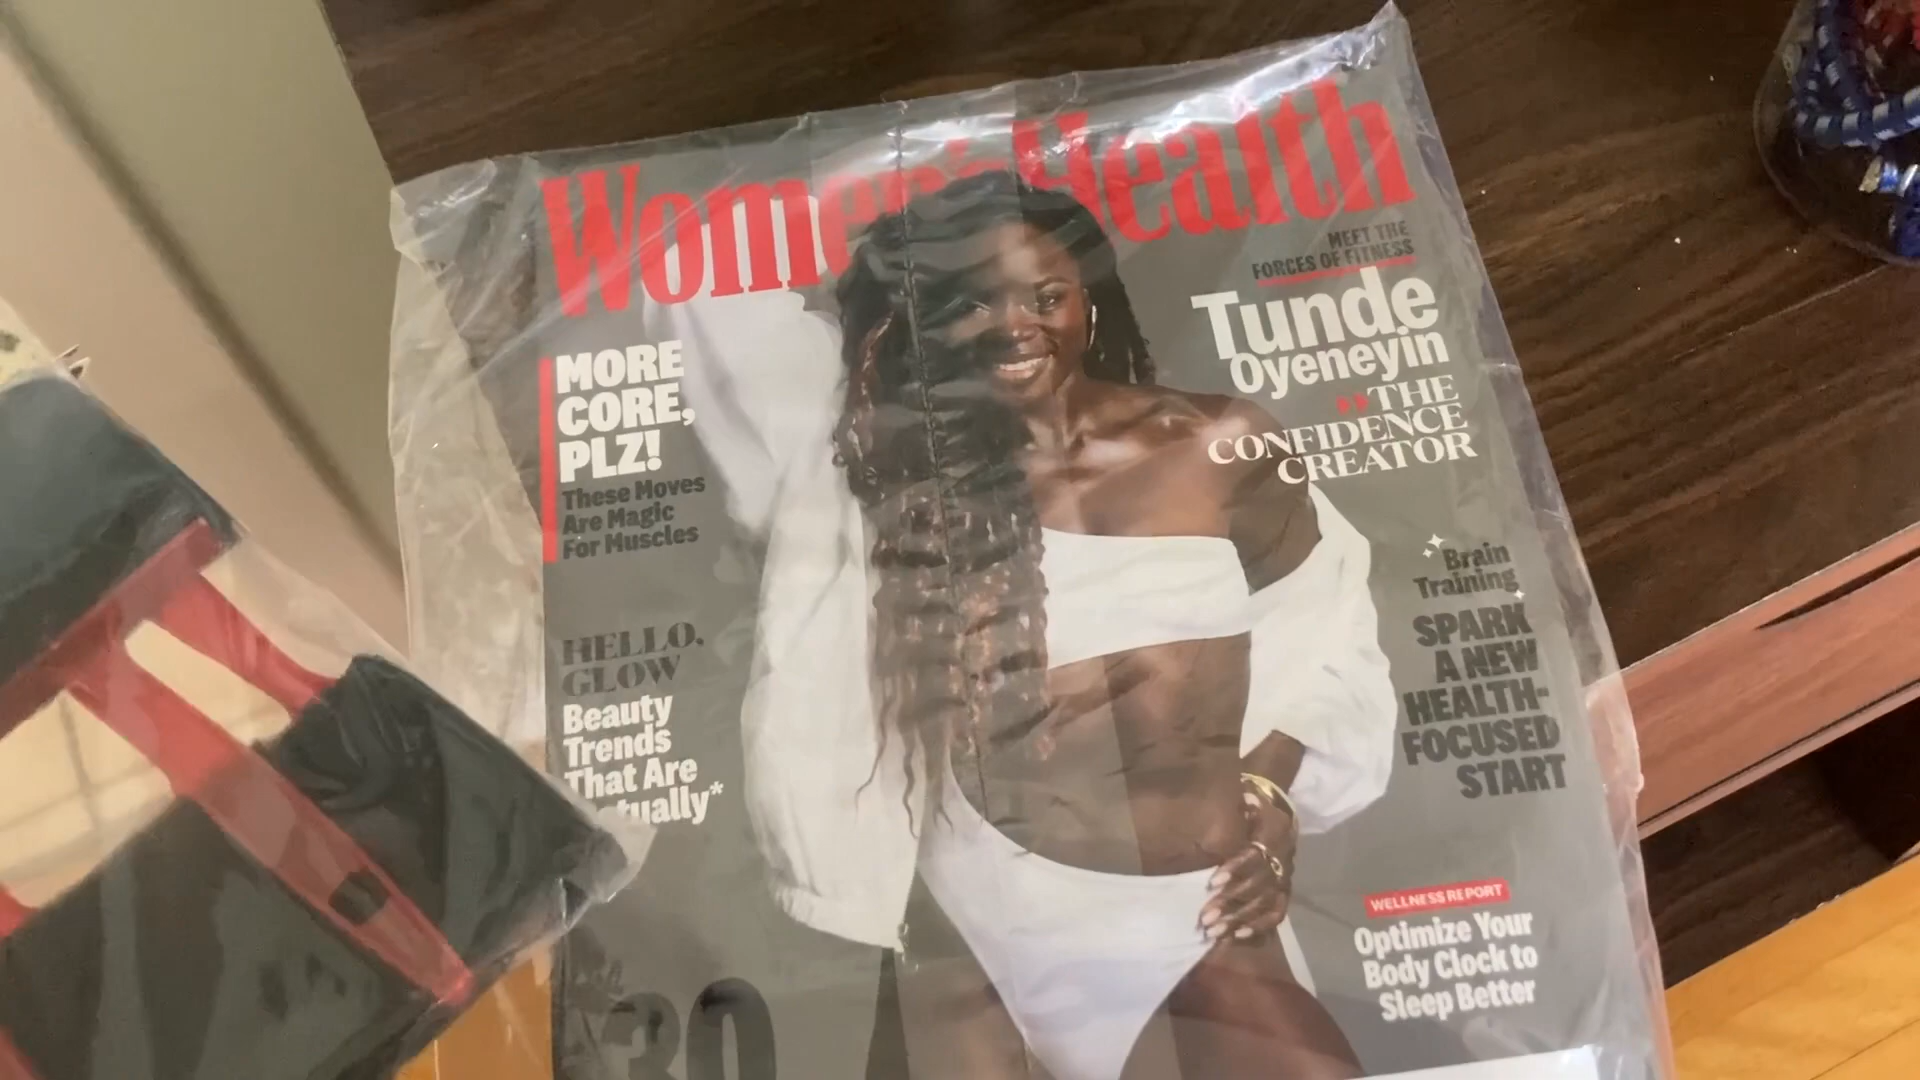 Women's Health
MEET THE
FORCES OF FITNESS
Tunde
Oyeneyin
THE
CONFIDENCE
CREATOR
MORE
CORE,
PLZ!
These Moves
Are Magic
For Muscles
Brain
Training
SPARK
A NEW
HEALTH-
FOCUSED
START
HELLO,
GLOW
Beauty
Trends
That Are
WELLNESS REPORT
Optimize Your
Body Clock to
Sleep Better
30